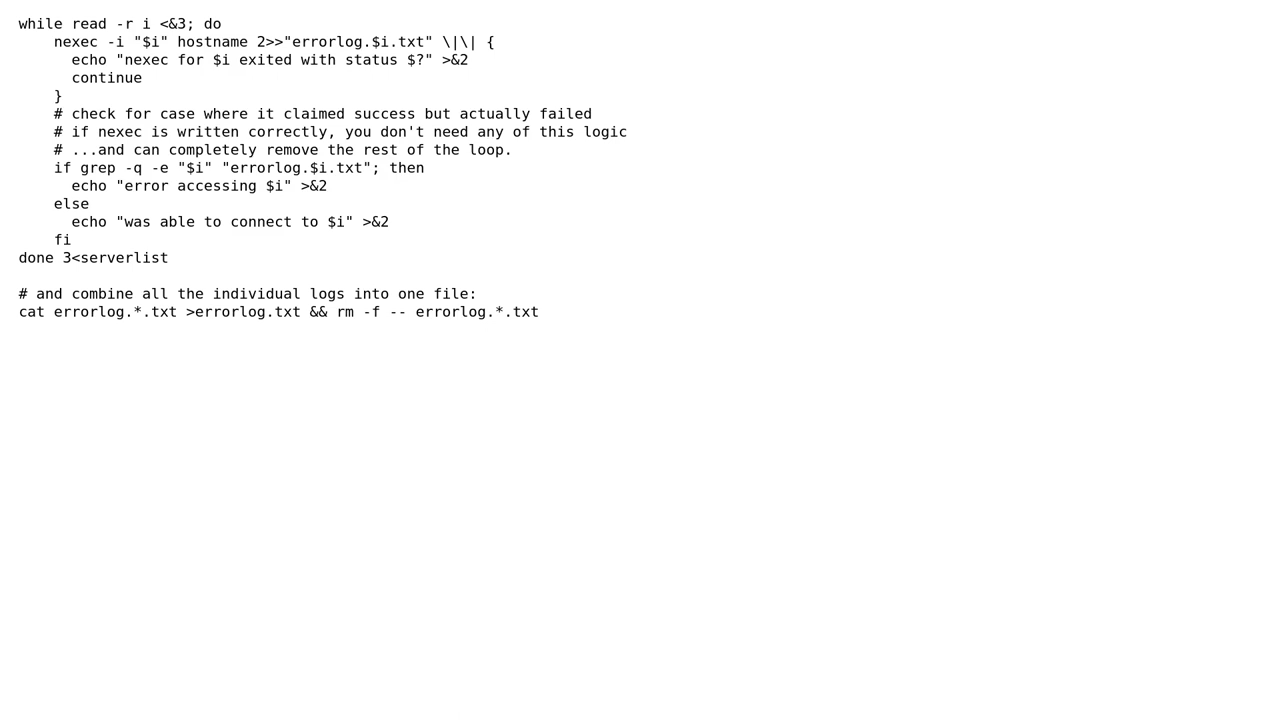 while read -r i <&3; do
    nexec -i "$i" hostname 2>>"errorlog.$i.txt" \|\| {
      echo "nexec for $i exited with status $?" >&2
      continue
    }
    # check for case where it claimed success but actually failed
    # if nexec is written correctly, you don't need any of this logic
    # ...and can completely remove the rest of the loop.
    if grep -q -e "$i" "errorlog.$i.txt"; then
      echo "error accessing $i" >&2
    else
      echo "was able to connect to $i" >&2
    fi
done 3<serverlist

# and combine all the individual logs into one file:
cat errorlog.*.txt >errorlog.txt && rm -f -- errorlog.*.txt